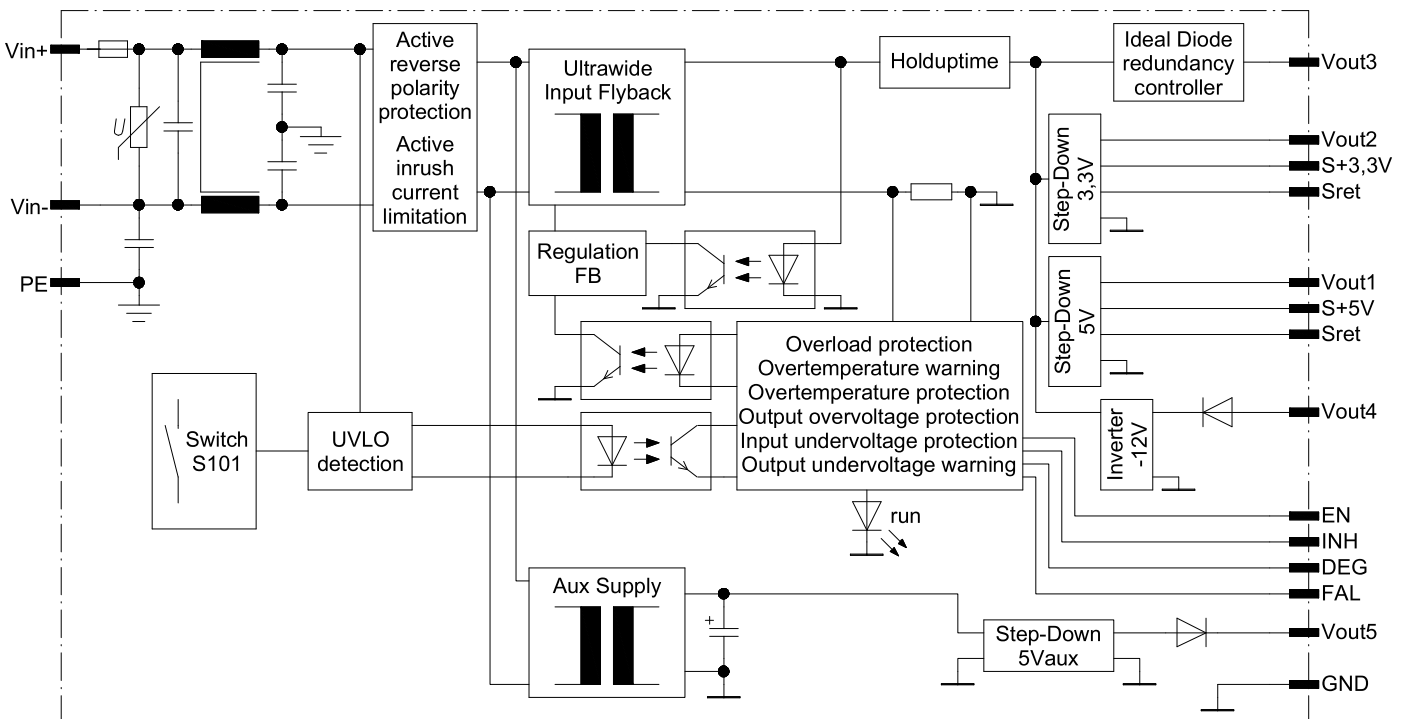 Vin+
U
Vin-
PE
Active
reverse
polarity
protection
Active
inrush
current
limitation
Ultrawide
Input Flyback
Holduptime
Ideal Diode
redundancy
controller
Vout3
Step-Down
3,3V
Vout2
S+3,3V
Sret
Regulation
FB
Step-Down
5V
Vout1
S+5V
Sret
Overload protection
Overtemperature warning
Overtemperature protection
Output overvoltage protection
Input undervoltage protection
Output undervoltage warning
Inverter
-12V
Vout4
Switch
S101
UVLO
detection
run
EN
INH
DEG
FAL
Aux Supply
+
Step-Down
5Vaux
Vout5
GND